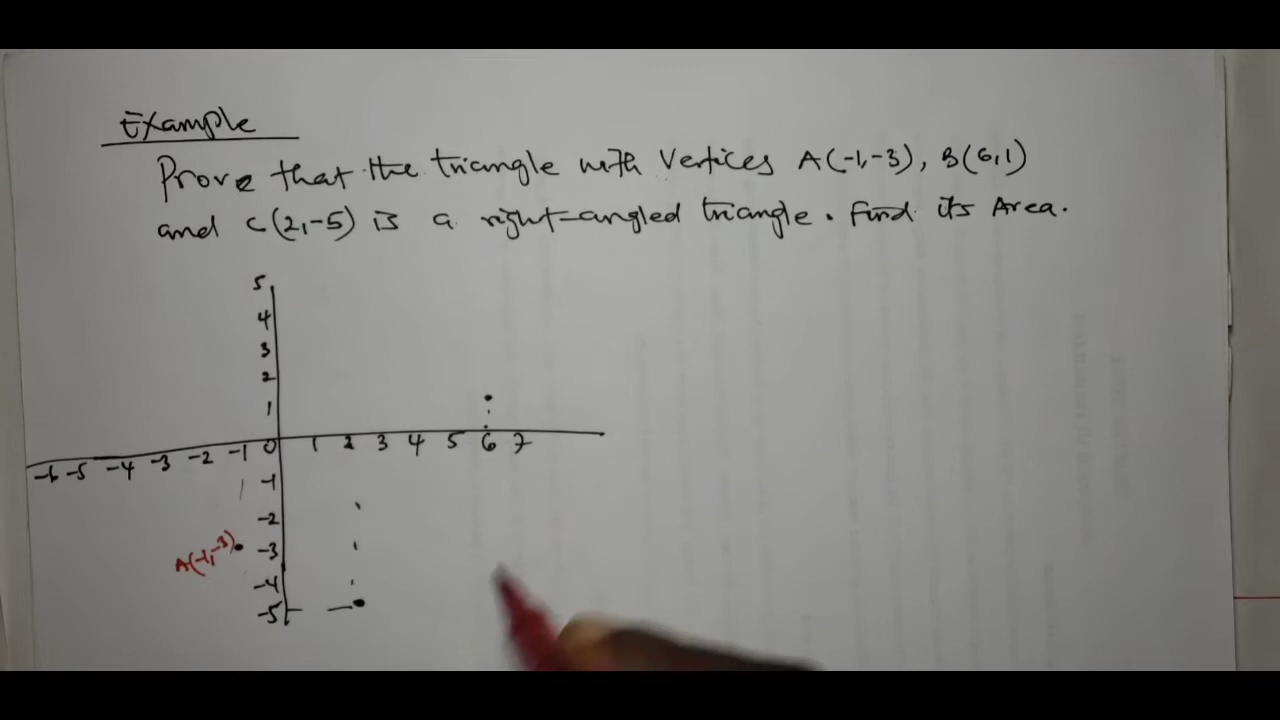 Example
Prove that the triangle with vertices A(-1,-3), B(6,1)
and C(2,-5) is a right-angled triangle. Find its Area.
5
4
3
2
1
-6 -5 -4 -3 -2 -1 0 1 2 3 4 5 6 7
-1
-2
A(-1,-3) -3
-4
-5